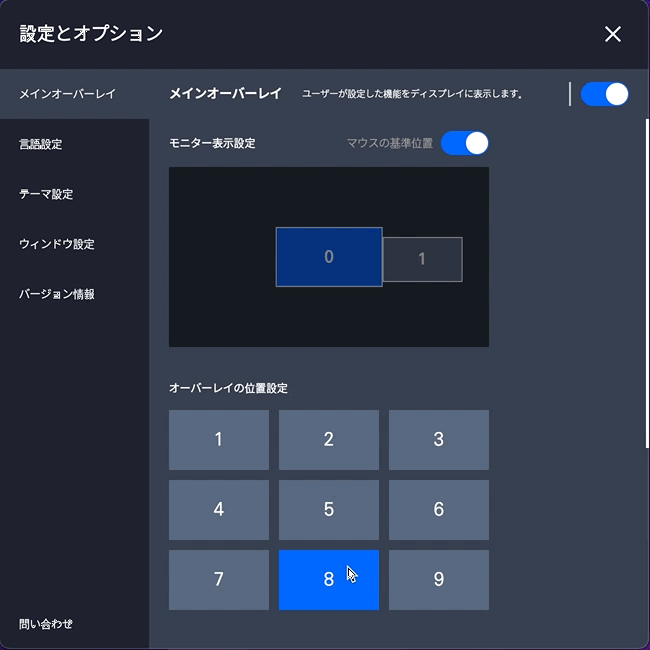 設定とオプション
メインオーバーレイ
メインオーバーレイ ユーザーが設定した機能をディスプレイに表示します。
言語設定
モニター表示設定 マウスの基準位置
テーマ設定
ウィンドウ設定
0 1
バージョン情報
オーバーレイの位置設定
1 2 3
4 5 6
7 8 9
問い合わせ